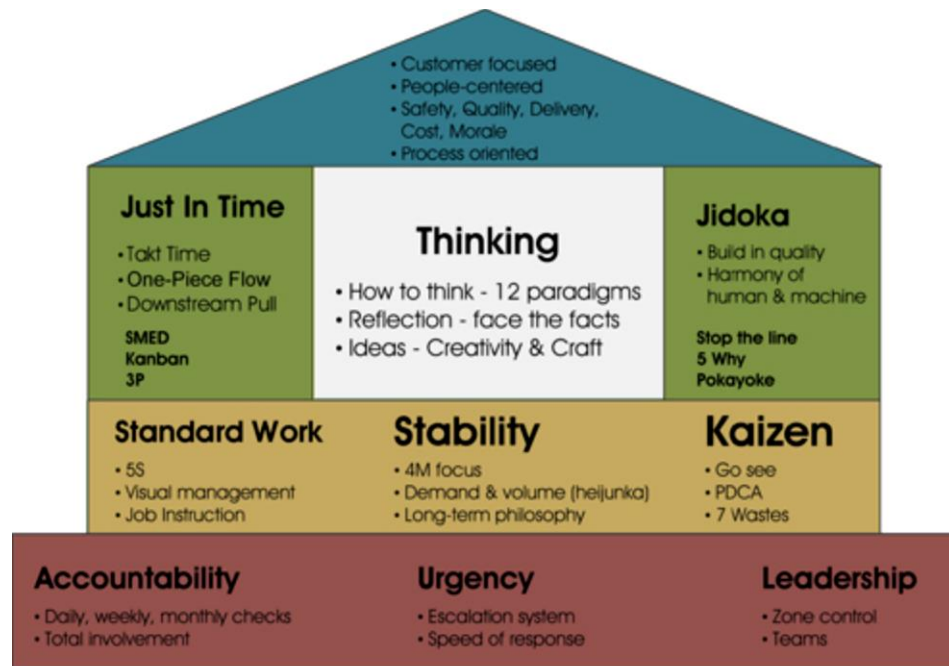 • Customer focused
• People-centered
• Safety, Quality, Delivery,
Cost, Morale
• Process oriented
Just In Time
• Takt Time
• One-Piece Flow
• Downstream Pull
SMED
Kanban
3P
Thinking
• How to think - 12 paradigms
• Reflection - face the facts
• Ideas - Creativity & Craft
Jidoka
• Build in quality
• Harmony of
human & machine
Stop the line
5 Why
Pokayoke
Standard Work
• 5S
• Visual management
• Job Instruction
Stability
• 4M focus
• Demand & volume (heijunka)
• Long-term philosophy
Kaizen
• Go see
• PDCA
• 7 Wastes
Accountability
• Daily, weekly, monthly checks
• Total involvement
Urgency
• Escalation system
• Speed of response
Leadership
• Zone control
• Teams